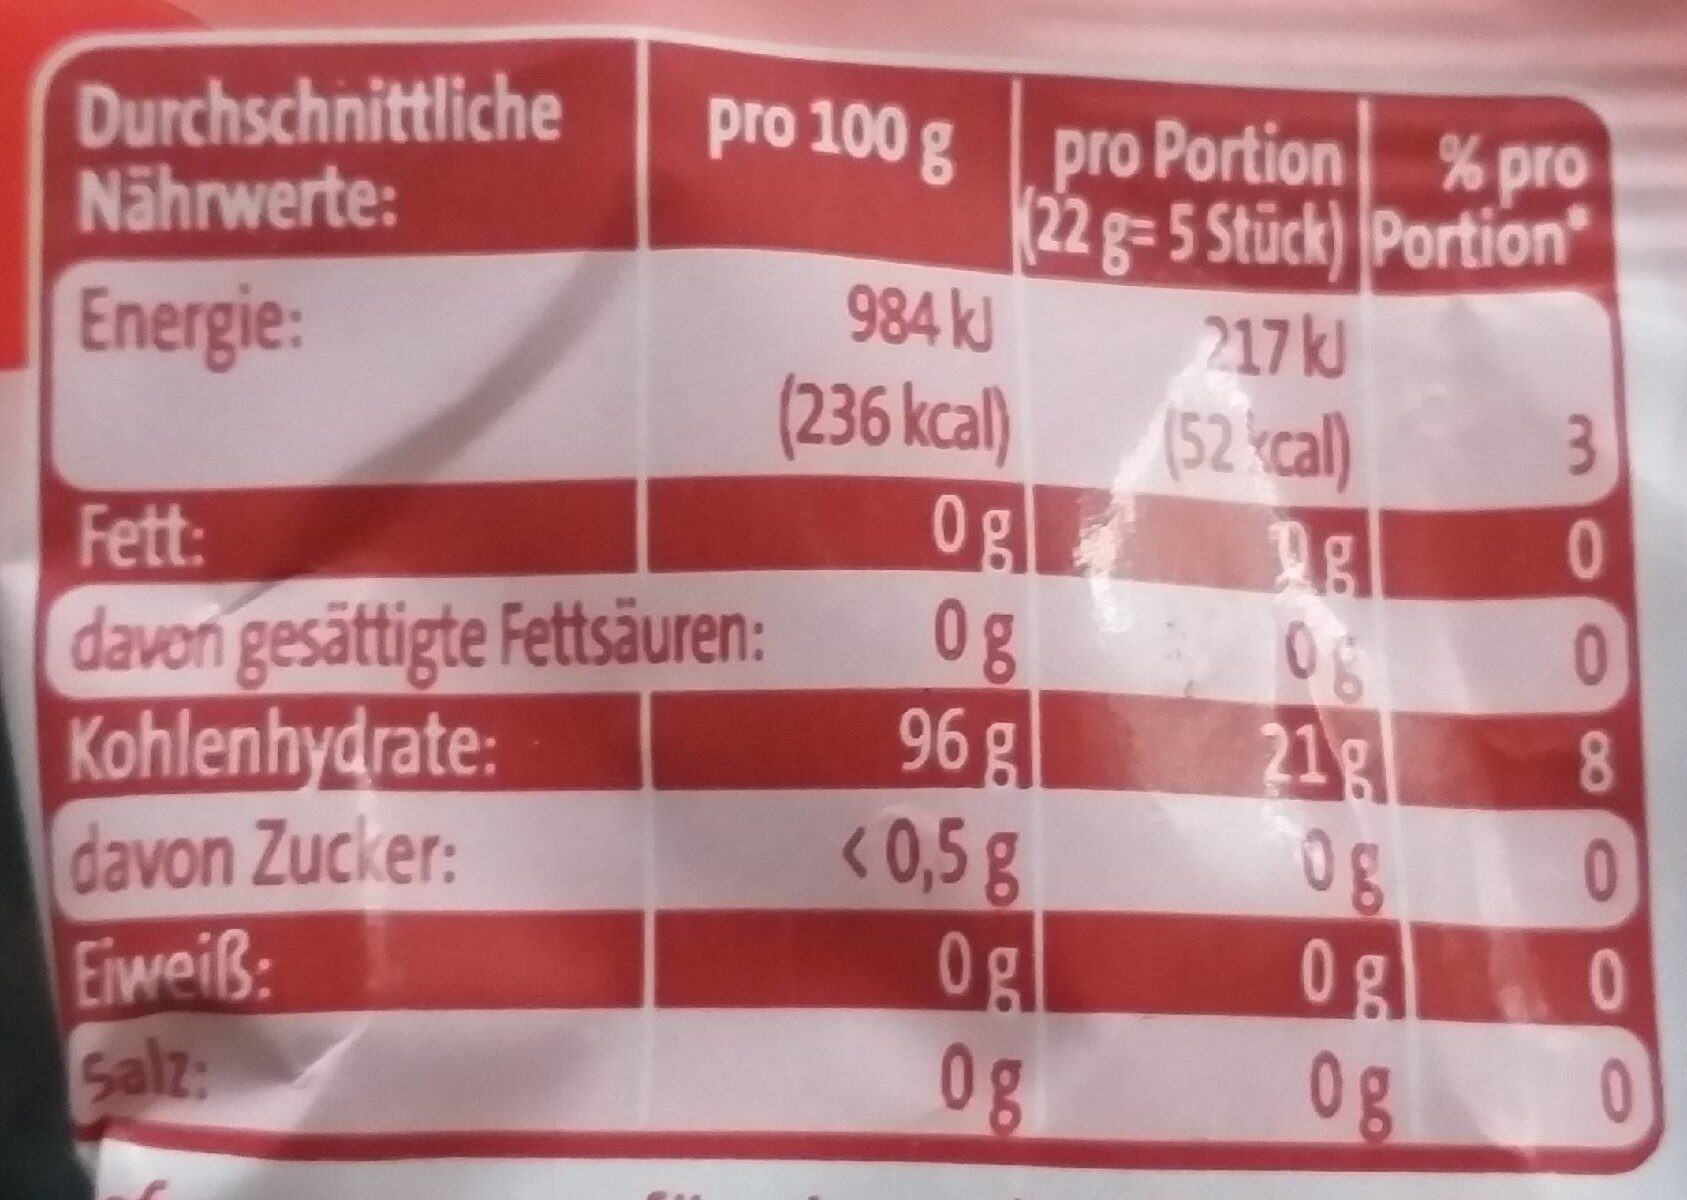 Durchschnittliche Nährwerte: pro 100 g pro Portion (22 g= 5 Stück) % pro Portion*
Energie: 984 kJ 217 kJ
(236 kcal) (52 kcal) 3
Fett: 0 g 0 g 0
davon gesättigte Fettsäuren: 0 g 0 g 0
Kohlenhydrate: 96 g 21 g 8
davon Zucker: < 0,5 g 0 g 0
Eiweiß: 0 g 0 g 0
Salz: 0 g 0 g 0